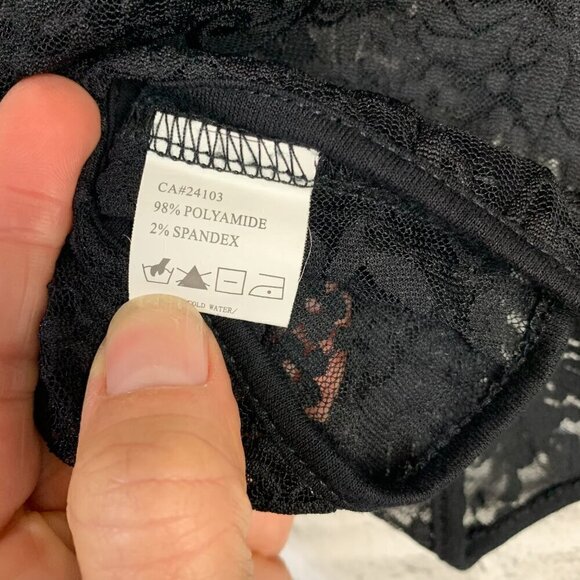 CA#24103
98% POLYAMIDE
2% SPANDEX
COLD WATER/